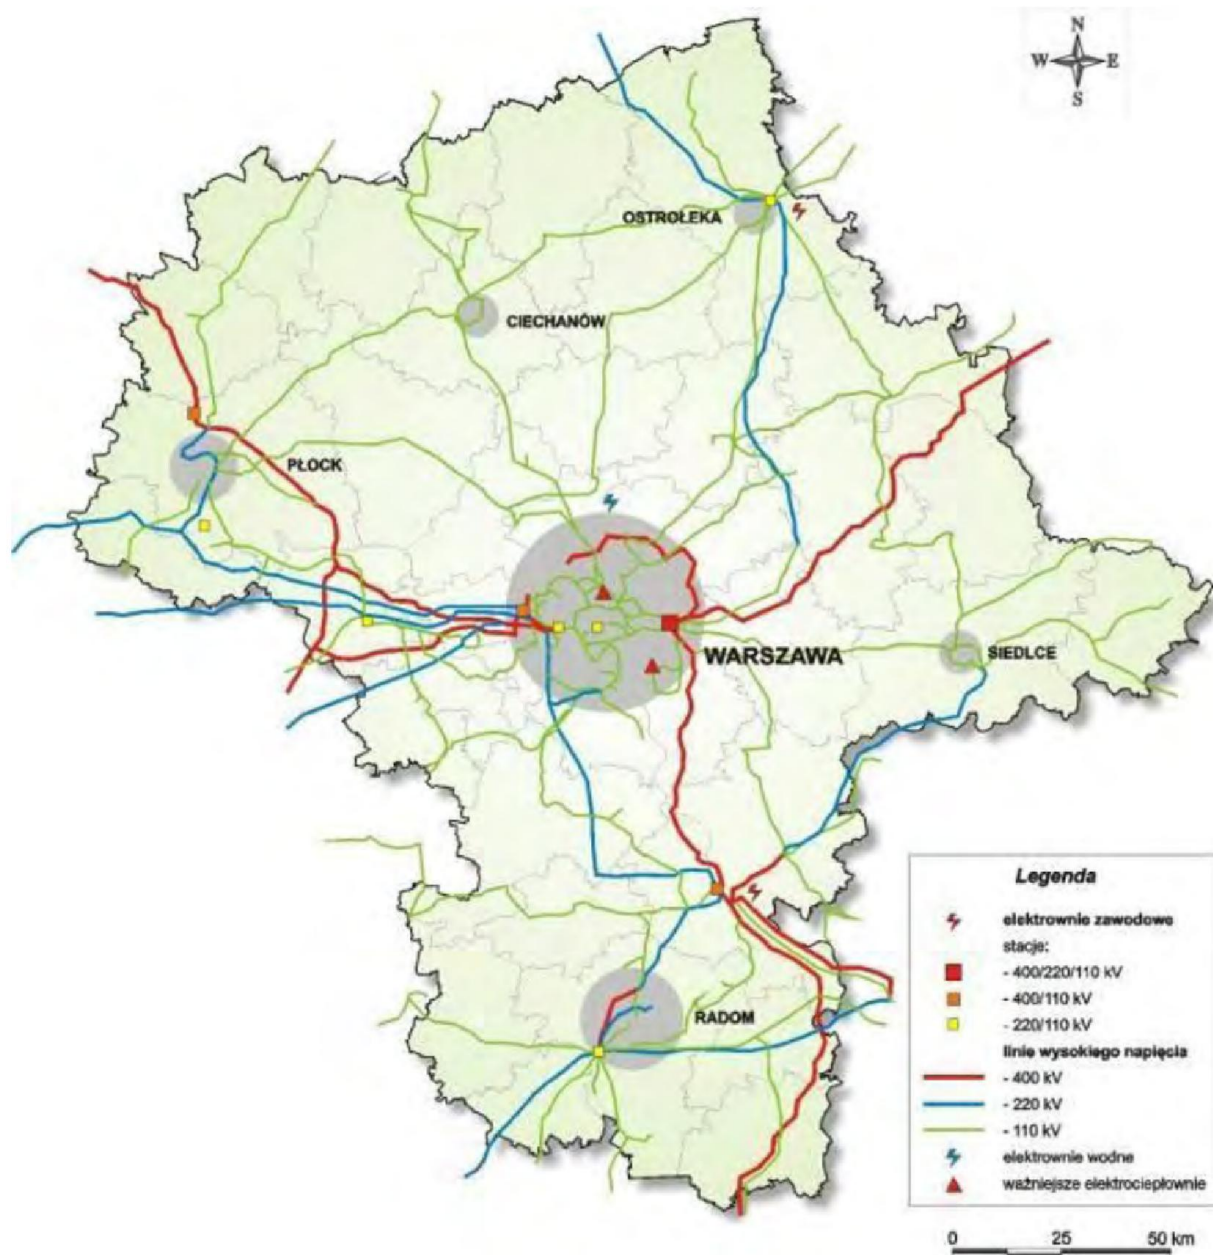 N
W E
S
OSTROŁEKA
CIECHANÓW
PŁOCK
WARSZAWA
SIEDLCE
RADOM
Legenda
elektrownie zawodowe
stacje:
- 400/220/110 kV
- 400/110 kV
- 220/110 kV
linie wysokiego napięcia
- 400 kV
- 220 kV
- 110 kV
elektrownie wodne
ważniejsze elektrociepłownie
0 25 50 km